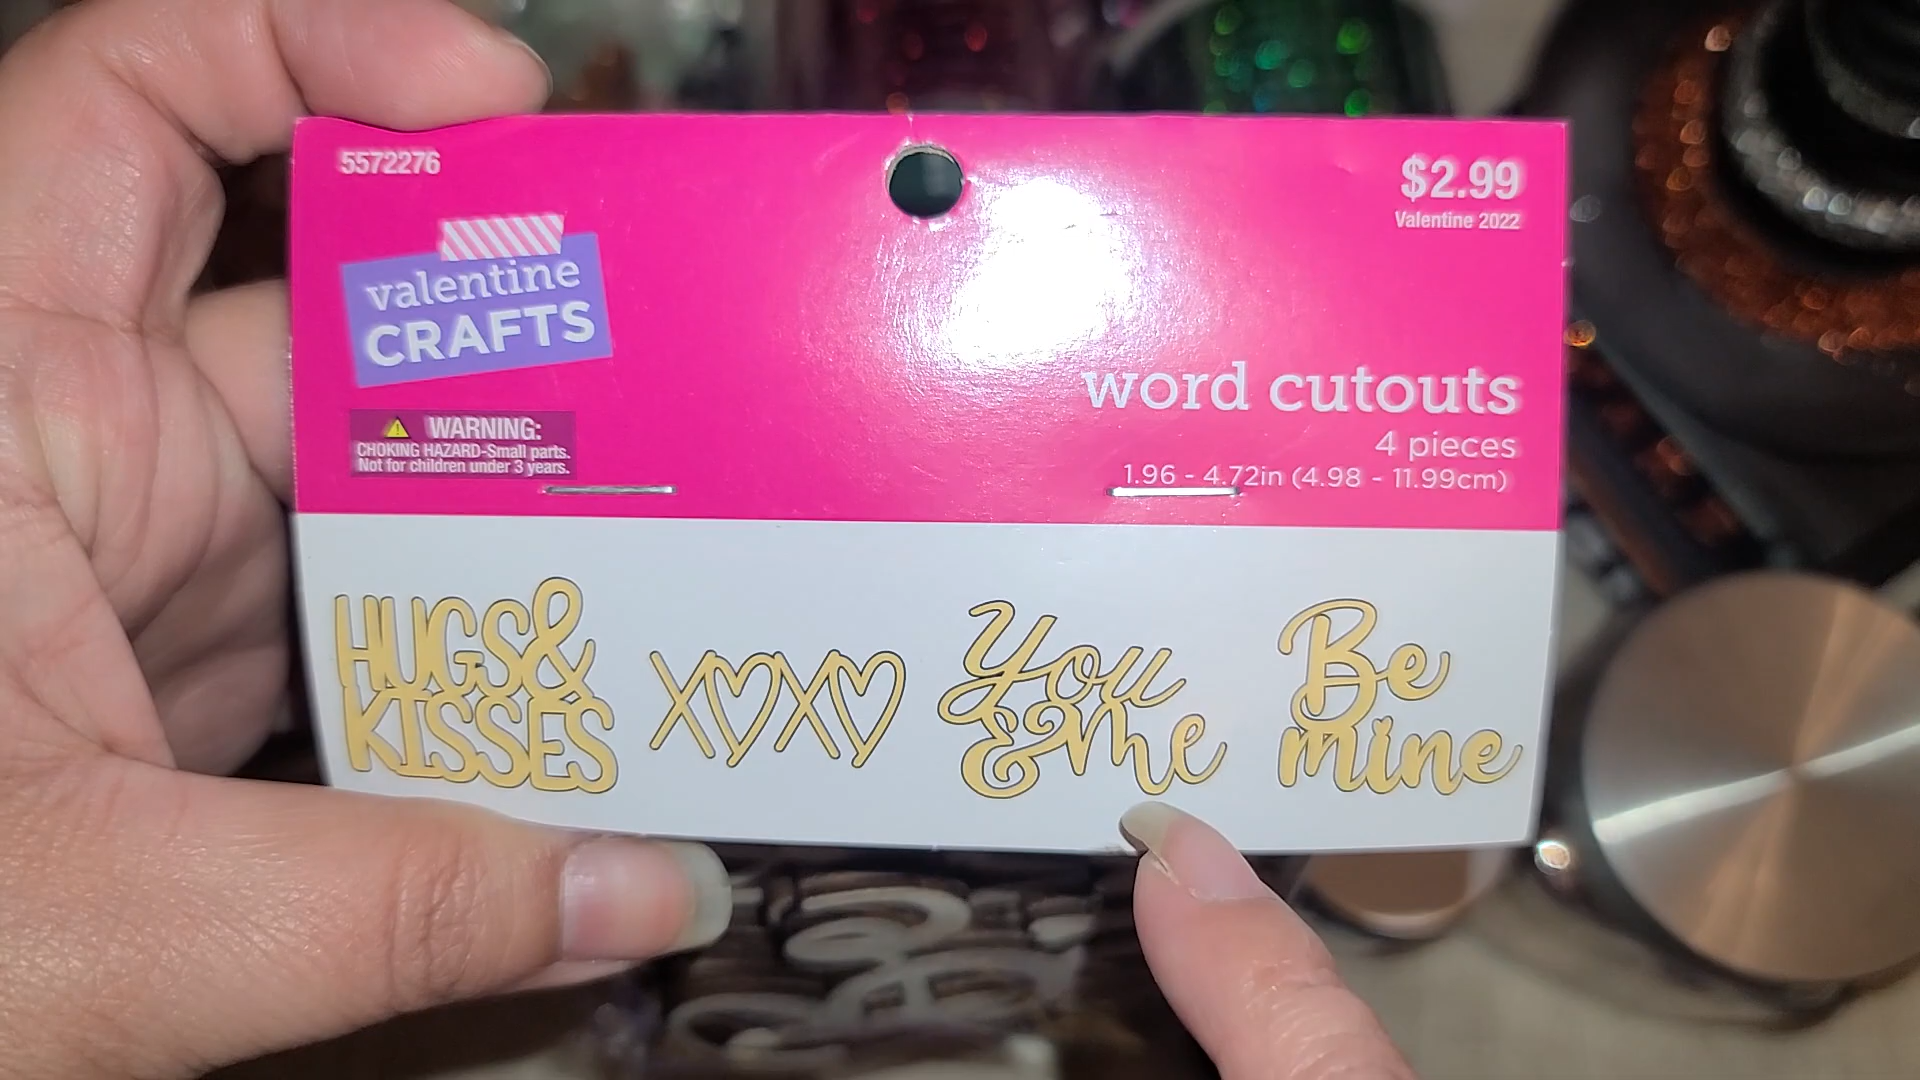 5572276
$2.99
Valentine 2022
valentine
CRAFTS
WARNING:
CHOKING HAZARD-Small parts.
Not for children under 3 years.
word cutouts
4 pieces
1.96 - 4.72in (4.98 - 11.99cm)
HUGS&
KISSES
XOXO
You
&me
Be
mine